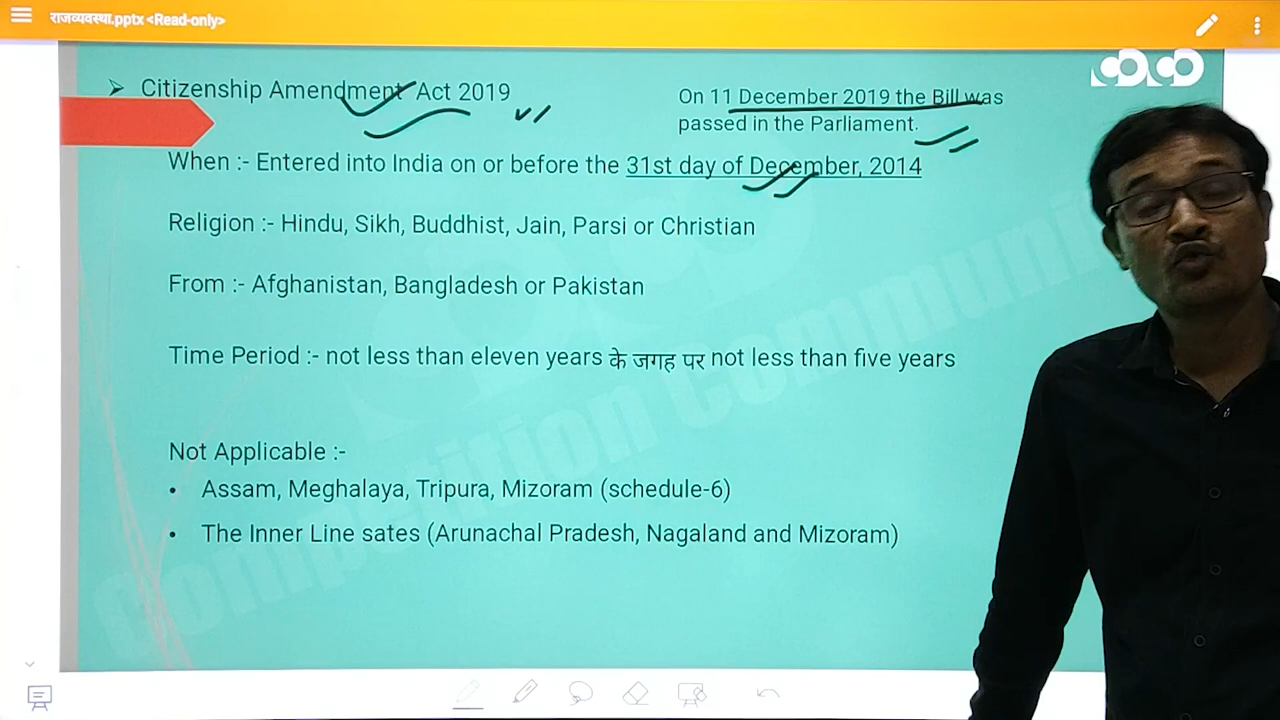 राजव्यवस्था.pptx <Read-only>
COCO
Citizenship Amendment Act 2019
On 11 December 2019 the Bill was
passed in the Parliament.
When :- Entered into India on or before the 31st day of December, 2014
Religion :- Hindu, Sikh, Buddhist, Jain, Parsi or Christian
From :- Afghanistan, Bangladesh or Pakistan
Time Period :- not less than eleven years के जगह पर not less than five years
Not Applicable :-
• Assam, Meghalaya, Tripura, Mizoram (schedule-6)
• The Inner Line sates (Arunachal Pradesh, Nagaland and Mizoram)
Competition Communi